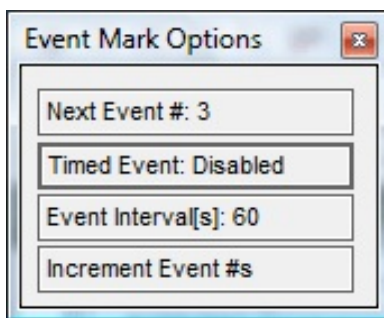 Event Mark Options
Next Event #: 3
Timed Event: Disabled
Event Interval[s]: 60
Increment Event #s